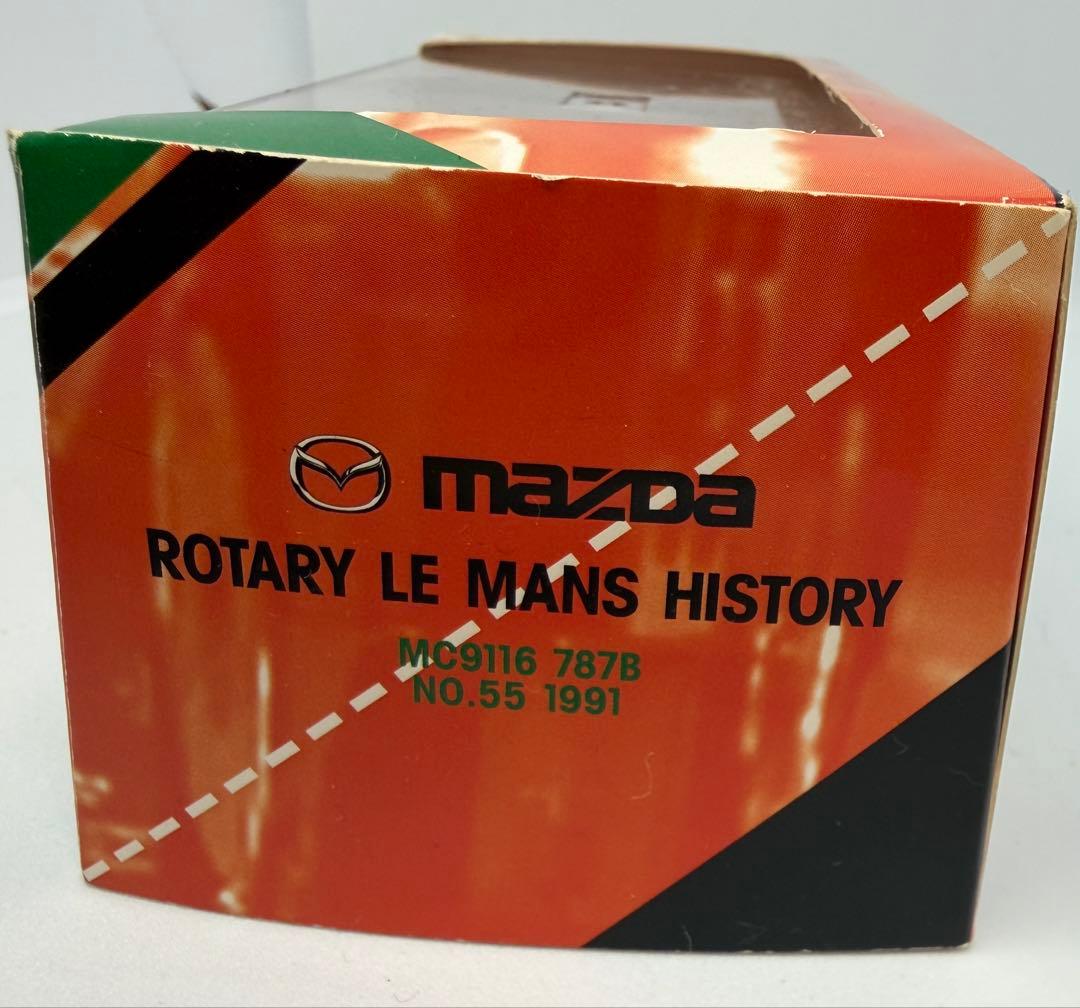 mazda
ROTARY LE MANS HISTORY
MC9116 787B
NO.55 1991